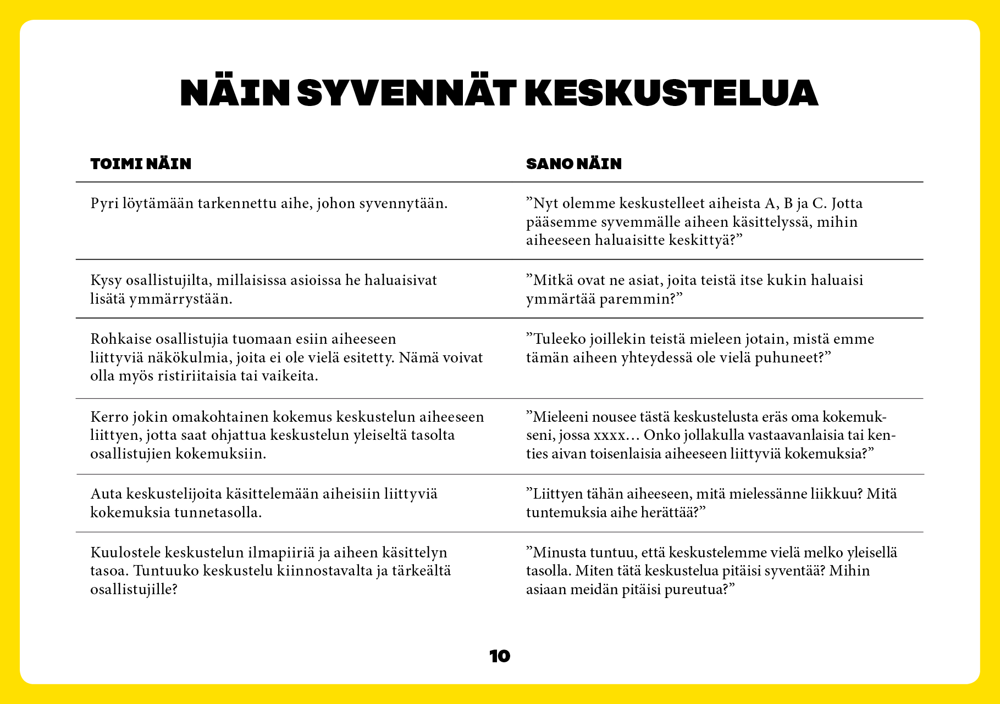 NÄIN SYVENNÄT KESKUSTELUA
TOIMI NÄIN
SANO NÄIN
Pyri löytämään tarkennettu aihe, johon syvennytään.
”Nyt olemme keskustelleet aiheista A, B ja C. Jotta
pääsemme syvemmälle aiheen käsittelyssä, mihin
aiheeseen haluaisitte keskittyä?”
Kysy osallistujilta, millaisissa asioissa he haluaisivat
lisätä ymmärrystään.
”Mitkä ovat ne asiat, joita teistä itse kukin haluaisi
ymmärtää paremmin?”
Rohkaise osallistujia tuomaan esiin aiheeseen
liittyviä näkökulmia, joita ei ole vielä esitetty. Nämä voivat
olla myös ristiriitaisia tai vaikeita.
”Tuleeko joillekin teistä mieleen jotain, mistä emme
tämän aiheen yhteydessä ole vielä puhuneet?”
Kerro jokin omakohtainen kokemus keskustelun aiheeseen
liittyen, jotta saat ohjattua keskustelun yleiseltä tasolta
osallistujien kokemuksiin.
”Mieleeni nousee tästä keskustelusta eräs oma kokemuk-
seni, jossa xxxx… Onko jollakulla vastaavanlaisia tai ken-
ties aivan toisenlaisia aiheeseen liittyviä kokemuksia?”
Auta keskustelijoita käsittelemään aiheisiin liittyviä
kokemuksia tunnetasolla.
”Liittyen tähän aiheeseen, mitä mielessänne liikkuu? Mitä
tuntemuksia aihe herättää?”
Kuulostele keskustelun ilmapiiriä ja aiheen käsittelyn
tasoa. Tuntuuko keskustelu kiinnostavalta ja tärkeältä
osallistujille?
”Minusta tuntuu, että keskustelemme vielä melko yleisellä
tasolla. Miten tätä keskustelua pitäisi syventää? Mihin
asiaan meidän pitäisi pureutua?”
10